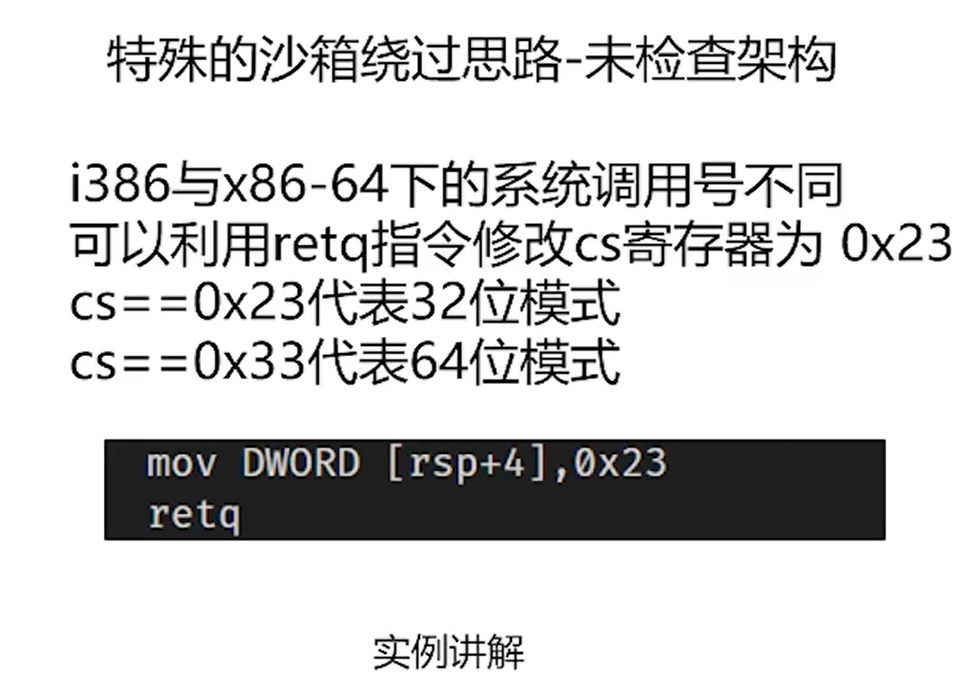 特殊的沙箱绕过思路-未检查架构
i386与x86-64下的系统调用号不同
可以利用retq指令修改cs寄存器为 0x23
cs==0x23代表32位模式
cs==0x33代表64位模式
mov DWORD [rsp+4],0x23
retq
实例讲解